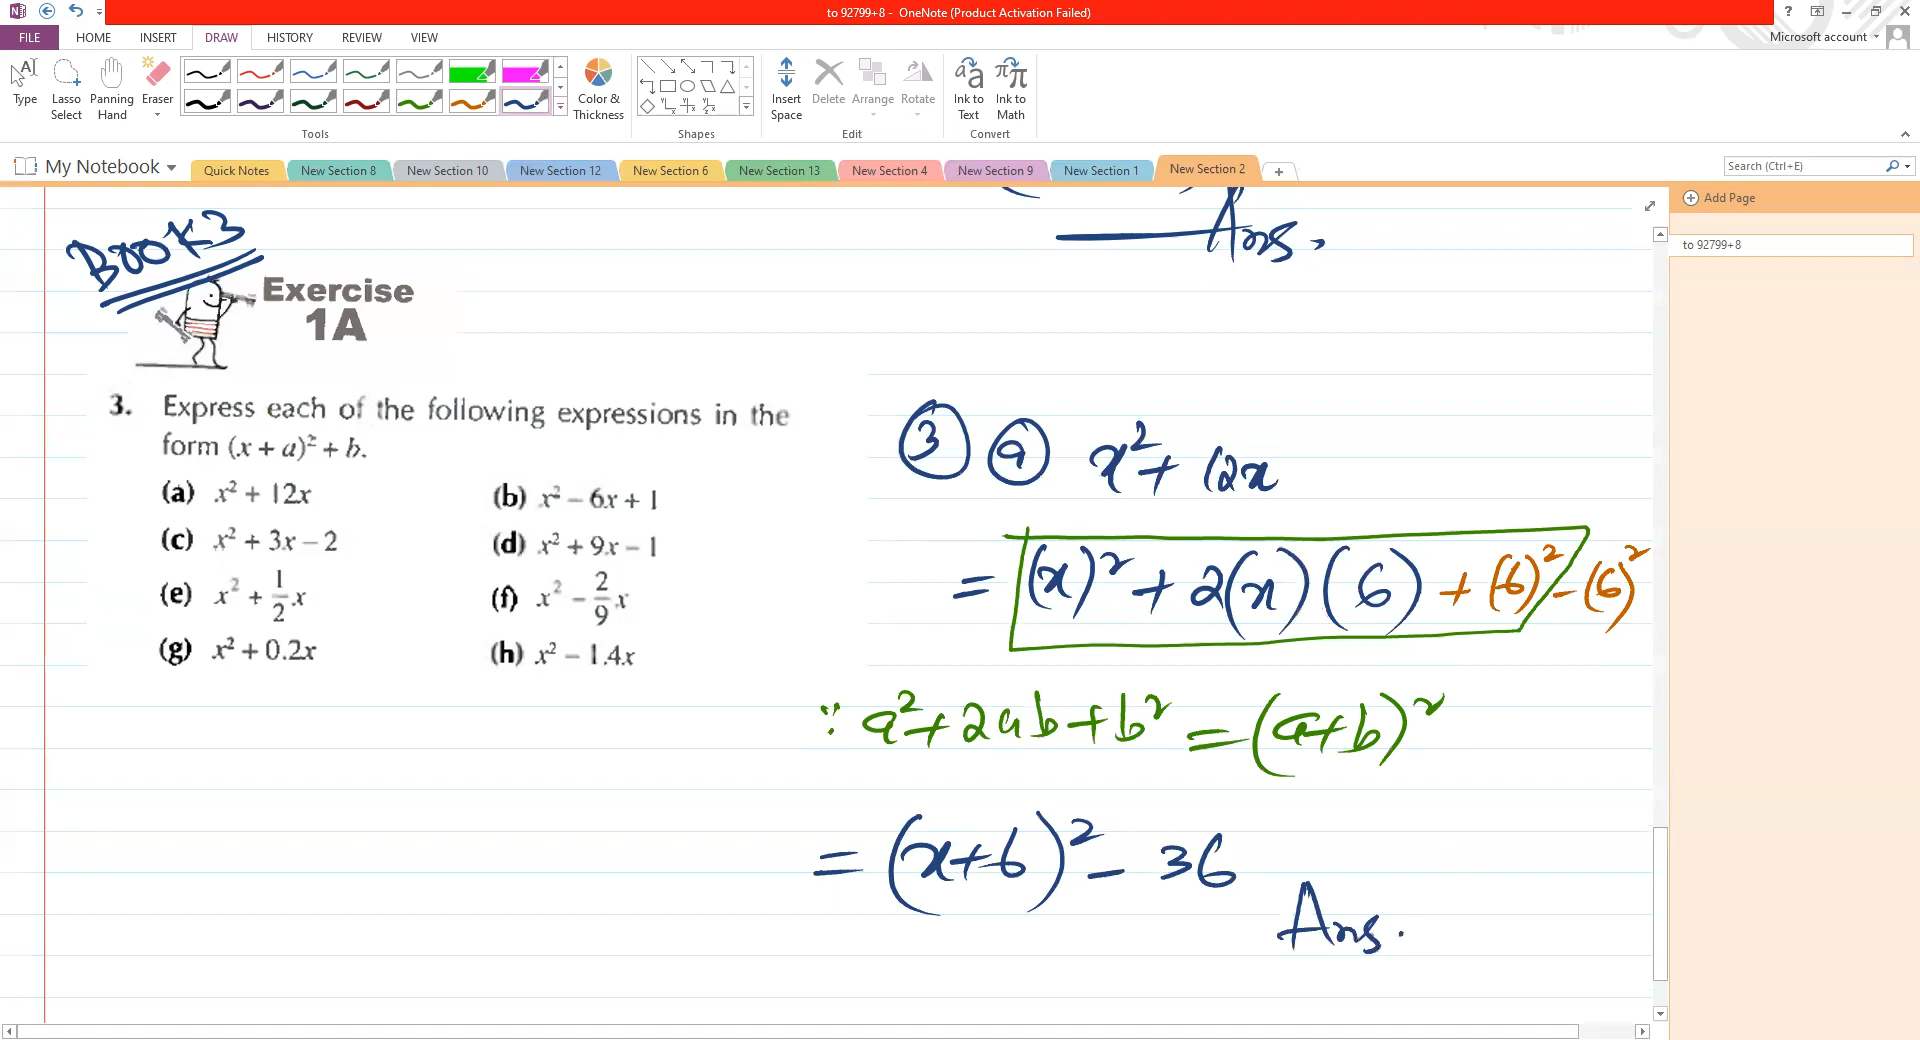 to 92799+8 - OneNote (Product Activation Failed)
FILE HOME INSERT DRAW HISTORY REVIEW VIEW
Microsoft account
Type Lasso Select Panning Hand Eraser Color & Thickness Insert Space Delete Arrange Rotate Ink to Text Ink to Math
Tools Shapes Edit Convert
My Notebook Quick Notes New Section 8 New Section 10 New Section 12 New Section 6 New Section 13 New Section 4 New Section 9 New Section 1 New Section 2 Search (Ctrl+E)
Add Page
to 92799+8
Ans.
BOOK3
Exercise
1A
3. Express each of the following expressions in the
form (x + a)² + b.
(a) x² + 12x (b) x² − 6x + 1
(c) x² + 3x − 2 (d) x² + 9x − 1
(e) x² + 1/2 x (f) x² − 2/9 x
(g) x² + 0.2x (h) x² − 1.4x
3 a x² + 12x
= (x)² + 2(x)(6) + (6)² − (6)²
∵ a² + 2ab + b² = (a+b)²
= (x+6)² − 36
Ans.